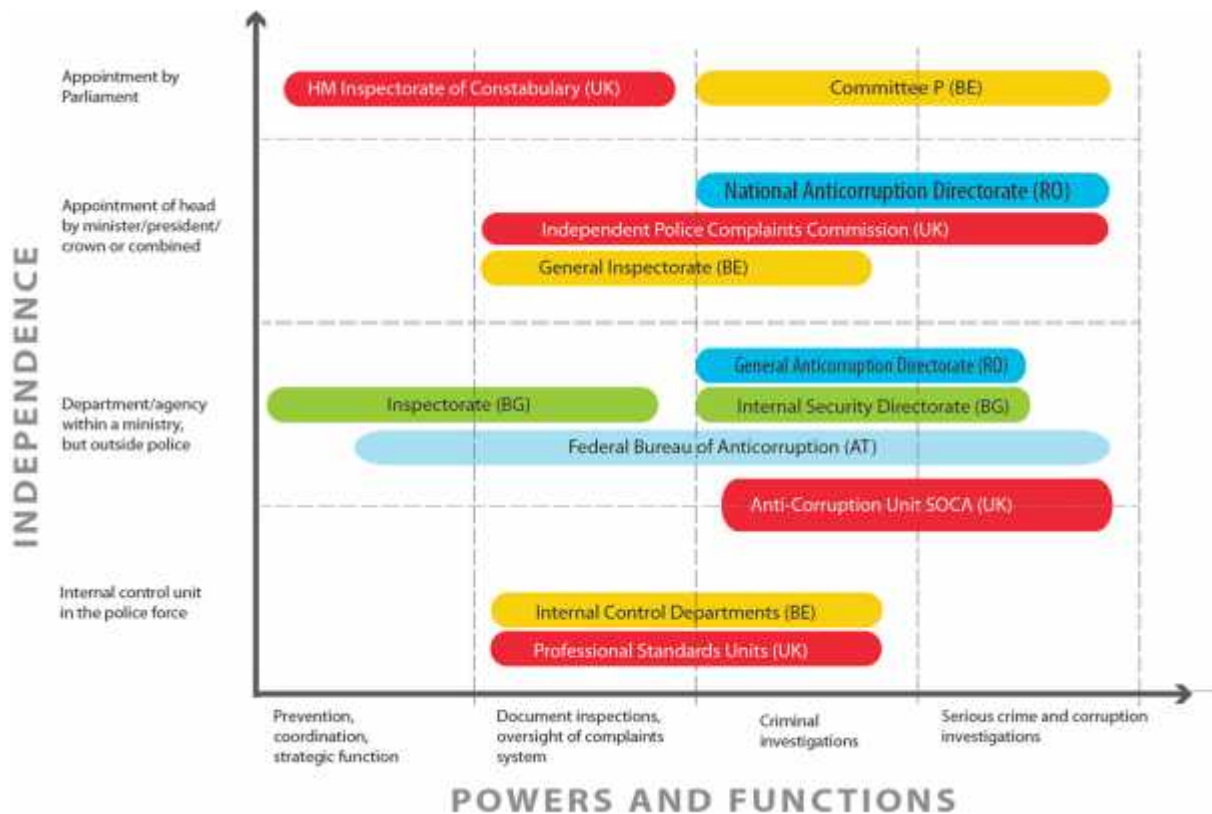 Appointment by
Parliament
HM Inspectorate of Constabulary (UK)
Committee P (BE)
National Anticorruption Directorate (RO)
Appointment of head
by minister/president/
crown or combined
Independent Police Complaints Commission (UK)
General Inspectorate (BE)
INDEPENDENCE
General Anticorruption Directorate (RO)
Department/agency
within a ministry,
but outside police
Inspectorate (BG)
Internal Security Directorate (BG)
Federal Bureau of Anticorruption (AT)
Anti-Corruption Unit SOCA (UK)
Internal control unit
in the police force
Internal Control Departments (BE)
Professional Standards Units (UK)
Prevention,
coordination,
strategic function
Document inspections,
oversight of complaints
system
Criminal
investigations
Serious crime and corruption
investigations
POWERS AND FUNCTIONS